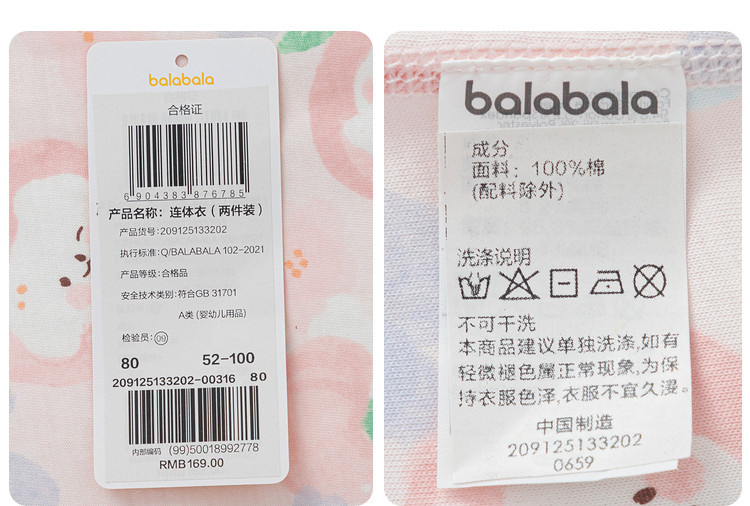 balabala
合格证
6904383876785
产品名称：连体衣（两件装）
产品货号：209125133202
执行标准：Q/BALABALA 102-2021
产品等级：合格品
安全技术类别：符合GB 31701
A类 (婴幼儿用品)
检验员：09
80 52-100
209125133202-00316 80
内部编码 (99)50018992778
RMB169.00
balabala
成分
面料：100%棉
(配料除外)
洗涤说明
不可干洗
本商品建议单独洗涤,如有
轻微褪色属正常现象,为保
持衣服色泽,衣服不宜久浸。
中国制造
209125133202
0659